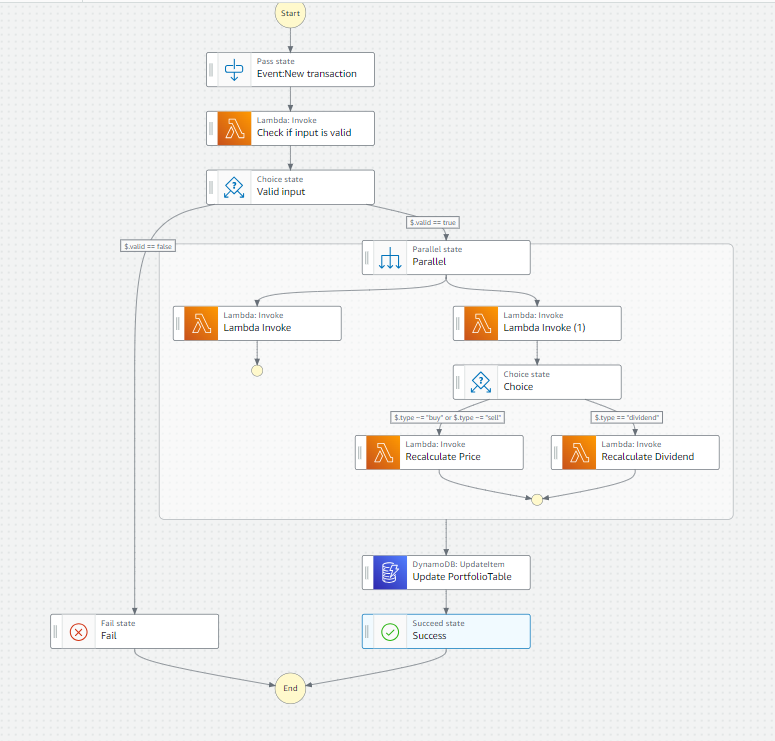 Start
Pass state
Event:New transaction
Lambda: Invoke
Check if input is valid
Choice state
Valid input
$.valid == true
$.valid == false
Parallel state
Parallel
Lambda: Invoke
Lambda Invoke
Lambda: Invoke
Lambda Invoke (1)
Choice state
Choice
$.type == "buy" or $.type == "sell"
$.type == "dividend"
Lambda: Invoke
Recalculate Price
Lambda: Invoke
Recalculate Dividend
DynamoDB: UpdateItem
Update PortfolioTable
Fail state
Fail
Succeed state
Success
End